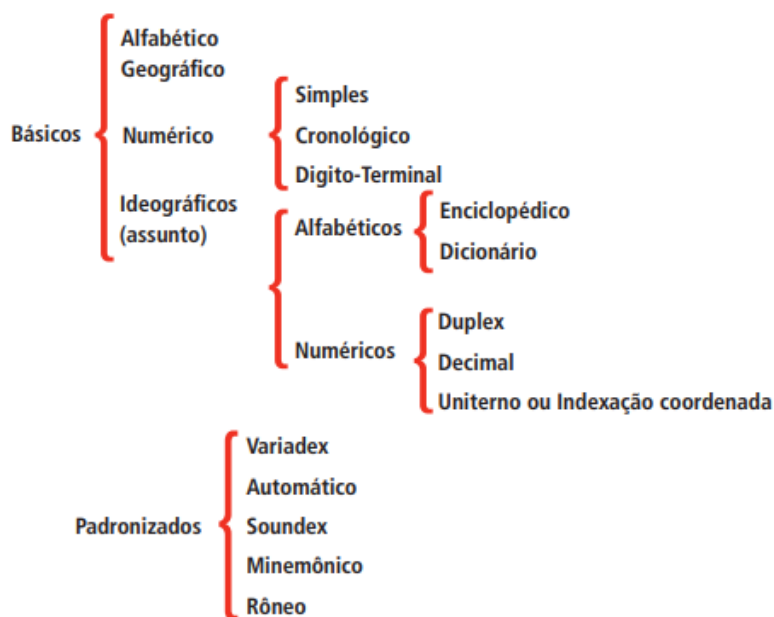 Básicos
Alfabético
Geográfico
Numérico
Simples
Cronológico
Digito-Terminal
Ideográficos
(assunto)
Alfabéticos
Enciclopédico
Dicionário
Numéricos
Duplex
Decimal
Uniterno ou Indexação coordenada
Padronizados
Variadex
Automático
Soundex
Minemônico
Rôneo